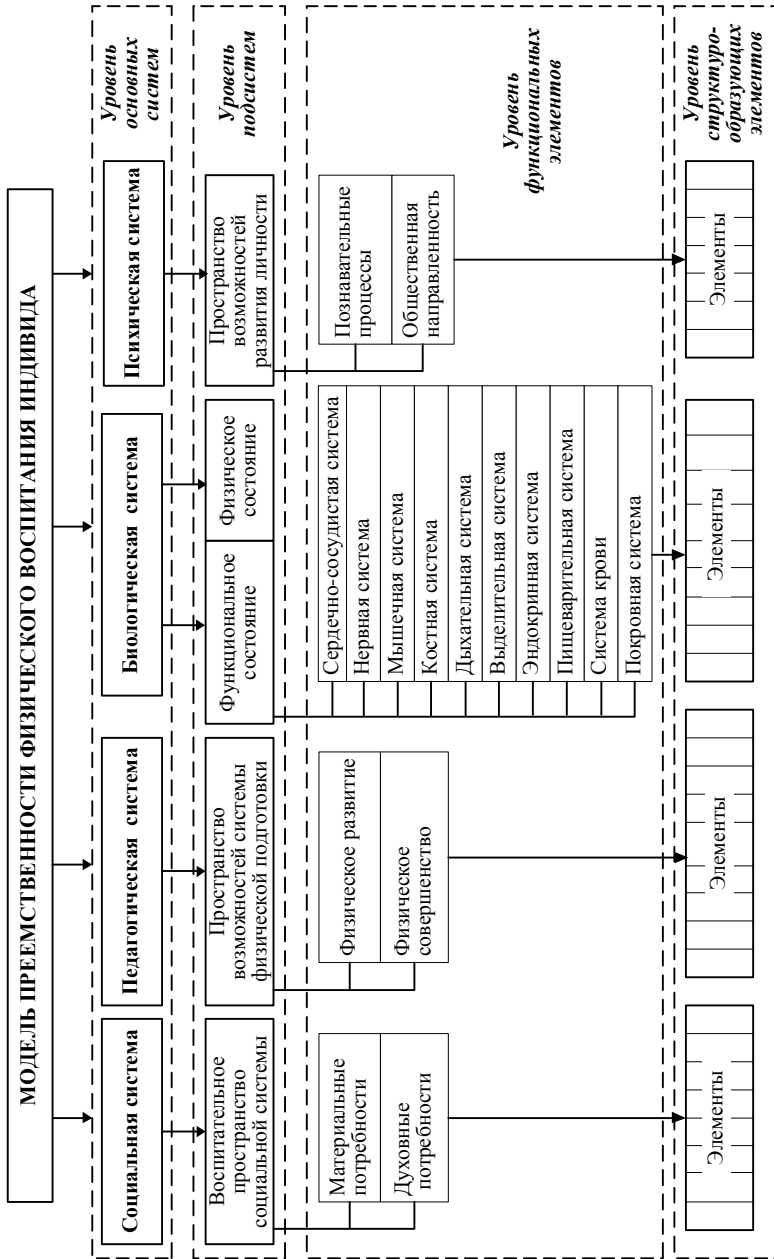 МОДЕЛЬ ПРЕЕМСТВЕННОСТИ ФИЗИЧЕСКОГО ВОСПИТАНИЯ ИНДИВИДА
Социальная система
Педагогическая система
Биологическая система
Психическая система
Уровень
основных
систем
Воспитательное
пространство
социальной системы
Пространство
возможностей системы
физической подготовки
Функциональное
состояние
Физическое
состояние
Пространство
возможностей
развития личности
Уровень
подсистем
Материальные
потребности
Духовные
потребности
Физическое развитие
Физическое
совершенство
Сердечно-сосудистая система
Нервная система
Мышечная система
Костная система
Дыхательная система
Выделительная система
Эндокринная система
Пищеварительная система
Система крови
Покровная система
Познавательные
процессы
Общественная
направленность
Уровень
функциональных
элементов
Элементы
Элементы
Элементы
Элементы
Уровень
структуро-
образующих
элементов